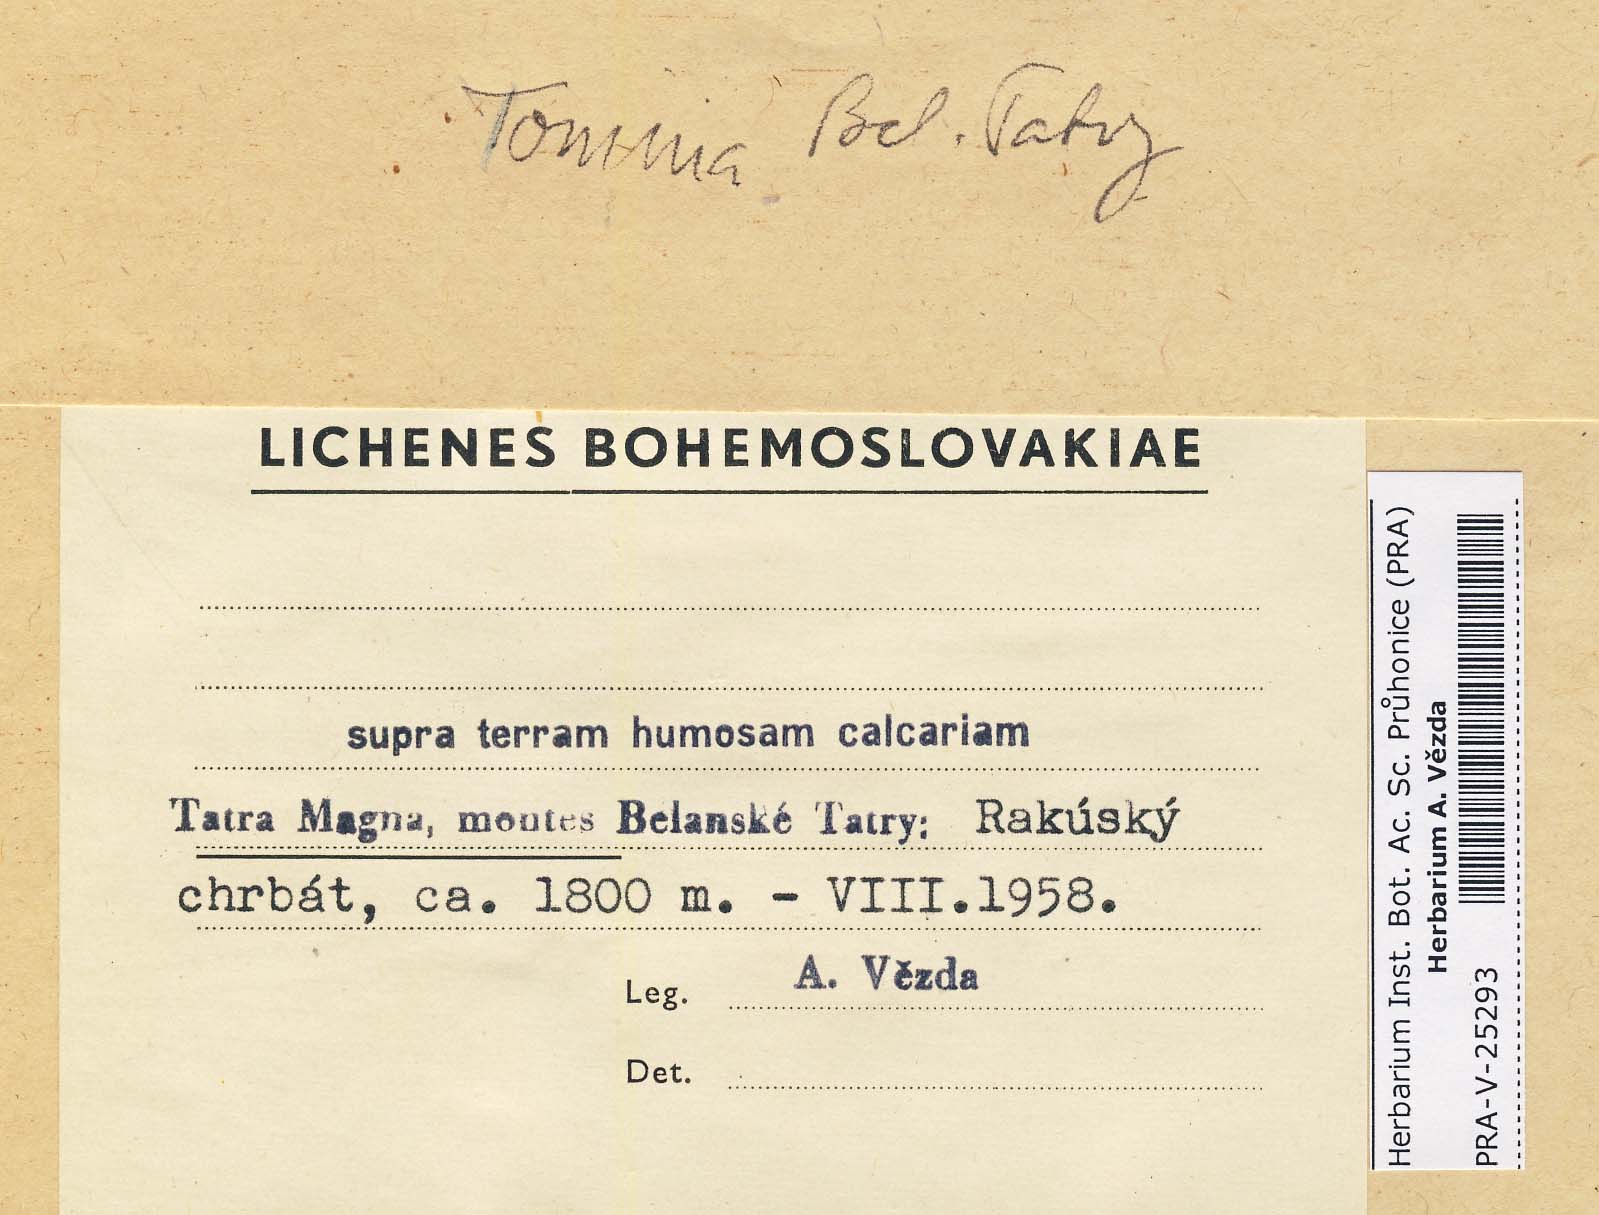 Toninia Bel. Tatry
LICHENES BOHEMOSLOVAKIAE
supra terram humosam calcariam
Tatra Magna, montes Belanské Tatry: Rakúský
chrbát, ca. 1800 m. - VIII.1958.
Leg. A. Vězda
Det.
Herbarium Inst. Bot. Ac. Sc. Průhonice (PRA)
Herbarium A. Vězda
PRA-V-25293